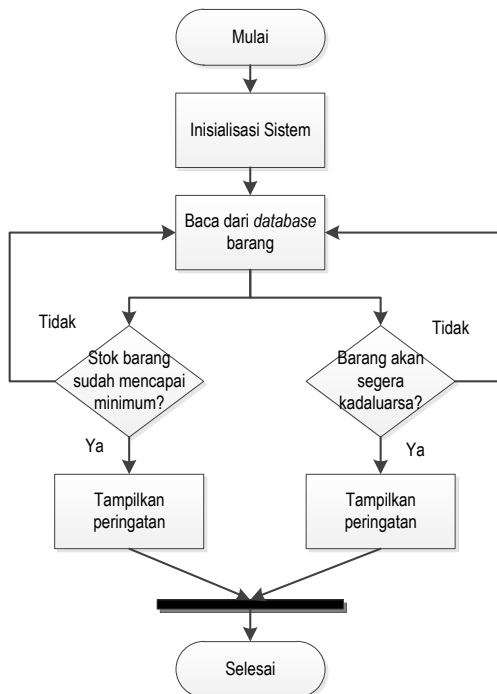 Mulai
Inisialisasi Sistem
Baca dari database
barang
Tidak
Tidak
Stok barang
sudah mencapai
minimum?
Barang akan
segera
kadaluarsa?
Ya
Ya
Tampilkan
peringatan
Tampilkan
peringatan
Selesai